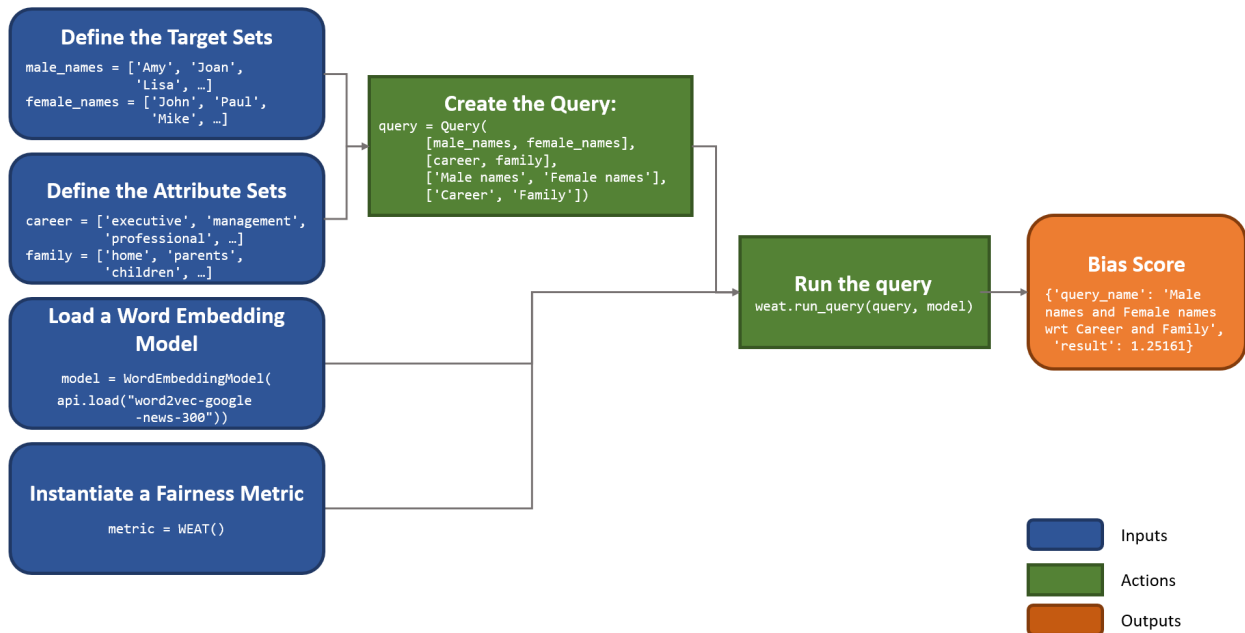 Define the Target Sets
male_names = ['Amy', 'Joan',
'Lisa', …]
female_names = ['John', 'Paul',
'Mike', …]
Define the Attribute Sets
career = ['executive', 'management',
'professional', …]
family = ['home', 'parents',
'children', …]
Load a Word Embedding
Model
model = WordEmbeddingModel(
api.load("word2vec-google
-news-300"))
Instantiate a Fairness Metric
metric = WEAT()
Create the Query:
query = Query(
[male_names, female_names],
[career, family],
['Male names', 'Female names'],
['Career', 'Family'])
Run the query
weat.run_query(query, model)
Bias Score
{'query_name': 'Male
names and Female names
wrt Career and Family',
'result': 1.25161}
Inputs
Actions
Outputs